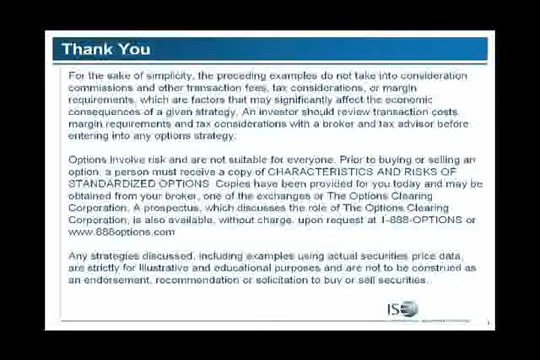 Thank You
For the sake of simplicity, the preceding examples do not take into consideration
commissions and other transaction fees, tax considerations, or margin
requirements, which are factors that may significantly affect the economic
consequences of a given strategy. An investor should review transaction costs,
margin requirements and tax considerations with a broker and tax advisor before
entering into any options strategy.
Options involve risk and are not suitable for everyone. Prior to buying or selling an
option, a person must receive a copy of CHARACTERISTICS AND RISKS OF
STANDARDIZED OPTIONS. Copies have been provided for you today and may be
obtained from your broker, one of the exchanges or The Options Clearing
Corporation. A prospectus, which discusses the role of The Options Clearing
Corporation, is also available, without charge, upon request at 1-888-OPTIONS or
www.888options.com
Any strategies discussed, including examples using actual securities price data,
are strictly for illustrative and educational purposes and are not to be construed as
an endorsement, recommendation or solicitation to buy or sell securities.